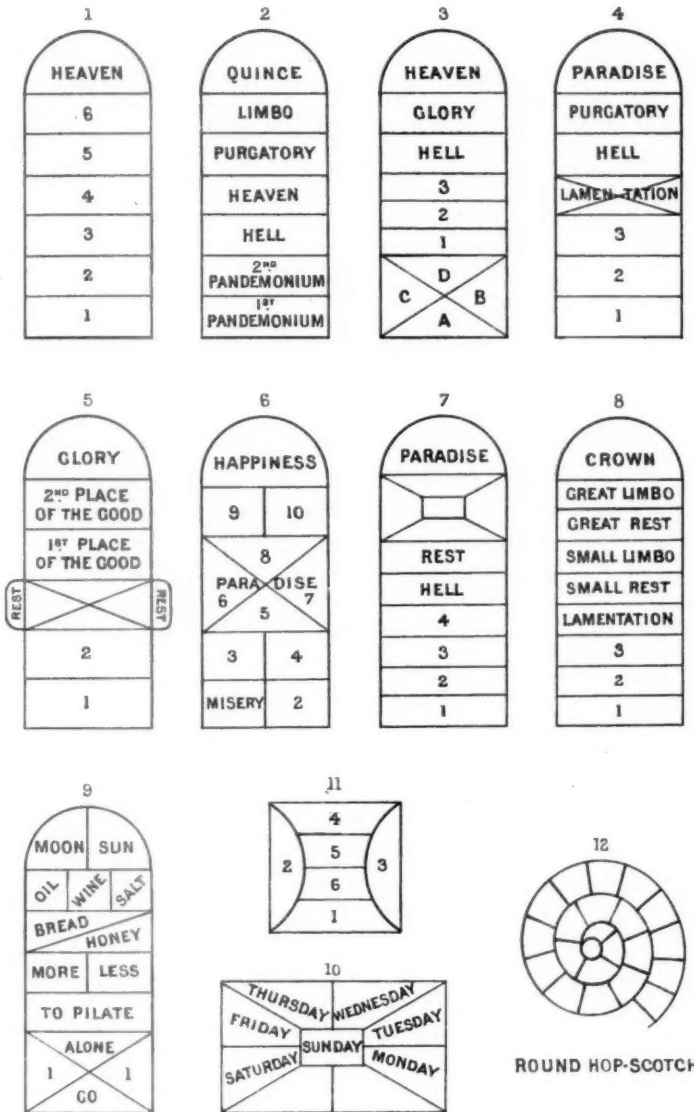 1
HEAVEN
6
5
4
3
2
1
2
QUINCE
LIMBO
PURGATORY
HEAVEN
HELL
2ND
PANDEMONIUM
1ST
PANDEMONIUM
3
HEAVEN
GLORY
HELL
3
2
1
D
C B
A
4
PARADISE
PURGATORY
HELL
LAMEN-TATION
3
2
1
5
GLORY
2ND PLACE
OF THE GOOD
1ST PLACE
OF THE GOOD
REST REST
2
1
6
HAPPINESS
9 10
8
PARADISE
6 7
5
3 4
MISERY 2
7
PARADISE
REST
HELL
4
3
2
1
8
CROWN
GREAT LIMBO
GREAT REST
SMALL LIMBO
SMALL REST
LAMENTATION
3
2
1
9
MOON SUN
OIL WINE SALT
BREAD
HONEY
MORE LESS
TO PILATE
ALONE
1 1
GO
11
4
2 5 3
6
1
10
THURSDAY WEDNESDAY
FRIDAY TUESDAY
SUNDAY
SATURDAY MONDAY
12
ROUND HOP-SCOTCH